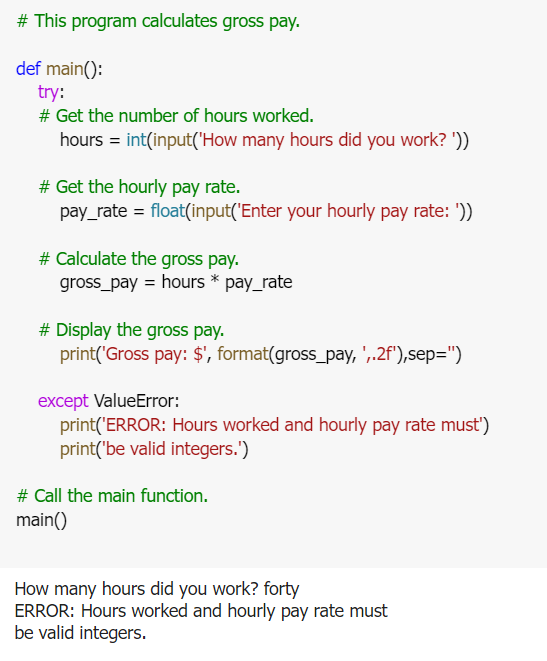 # This program calculates gross pay.
def main():
try:
# Get the number of hours worked.
hours = int(input('How many hours did you work? '))
# Get the hourly pay rate.
pay_rate = float(input('Enter your hourly pay rate: '))
# Calculate the gross pay.
gross_pay = hours * pay_rate
# Display the gross pay.
print('Gross pay: $', format(gross_pay, ',.2f'),sep='')
except ValueError:
print('ERROR: Hours worked and hourly pay rate must')
print('be valid integers.')
# Call the main function.
main()
How many hours did you work? forty
ERROR: Hours worked and hourly pay rate must
be valid integers.